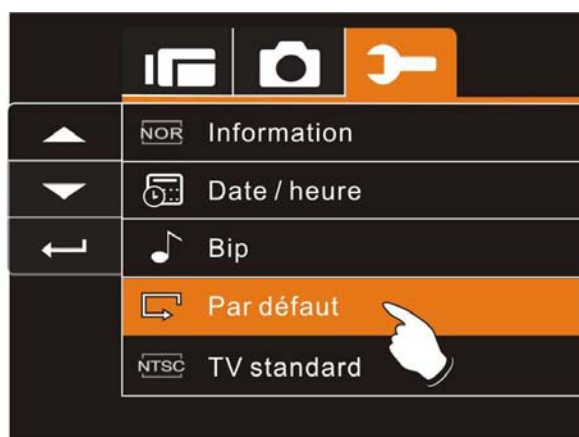 NOR Information
Date / heure
Bip
Par défaut
NTSC TV standard